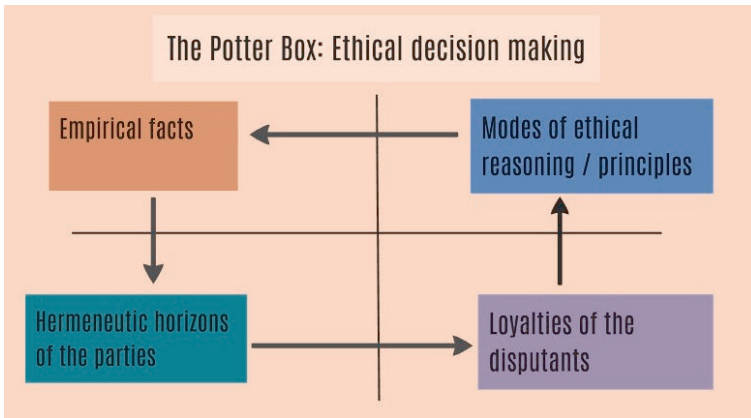 The Potter Box: Ethical decision making
Empirical facts
Modes of ethical
reasoning / principles
Hermeneutic horizons
of the parties
Loyalties of the
disputants